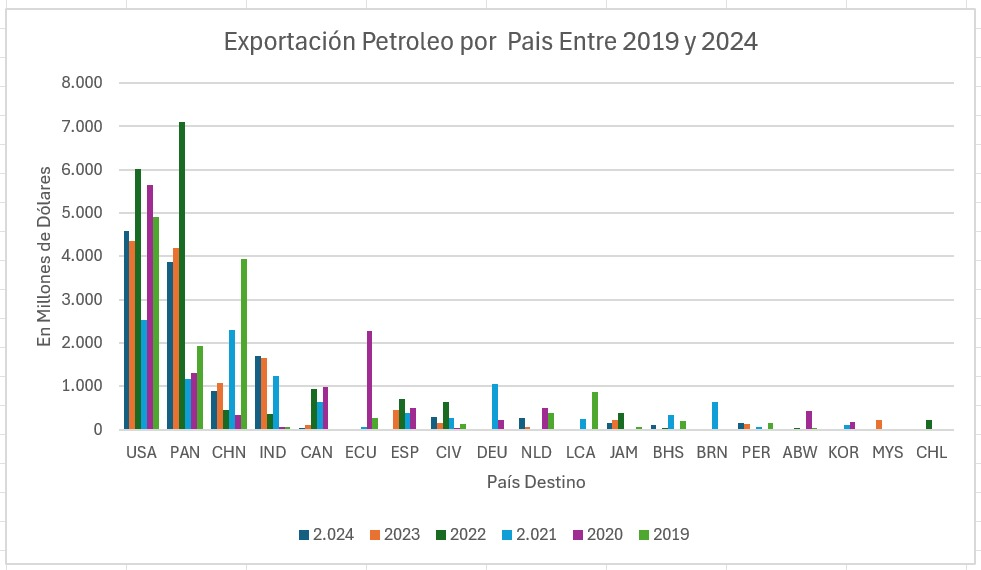 Exportación Petroleo por  Pais Entre 2019 y 2024
8.000
7.000
6.000
5.000
4.000
3.000
2.000
1.000
0
En Millones de Dólares
USA PAN CHN IND CAN ECU ESP CIV DEU NLD LCA JAM BHS BRN PER ABW KOR MYS CHL
País Destino
2.024 2023 2022 2.021 2020 2019